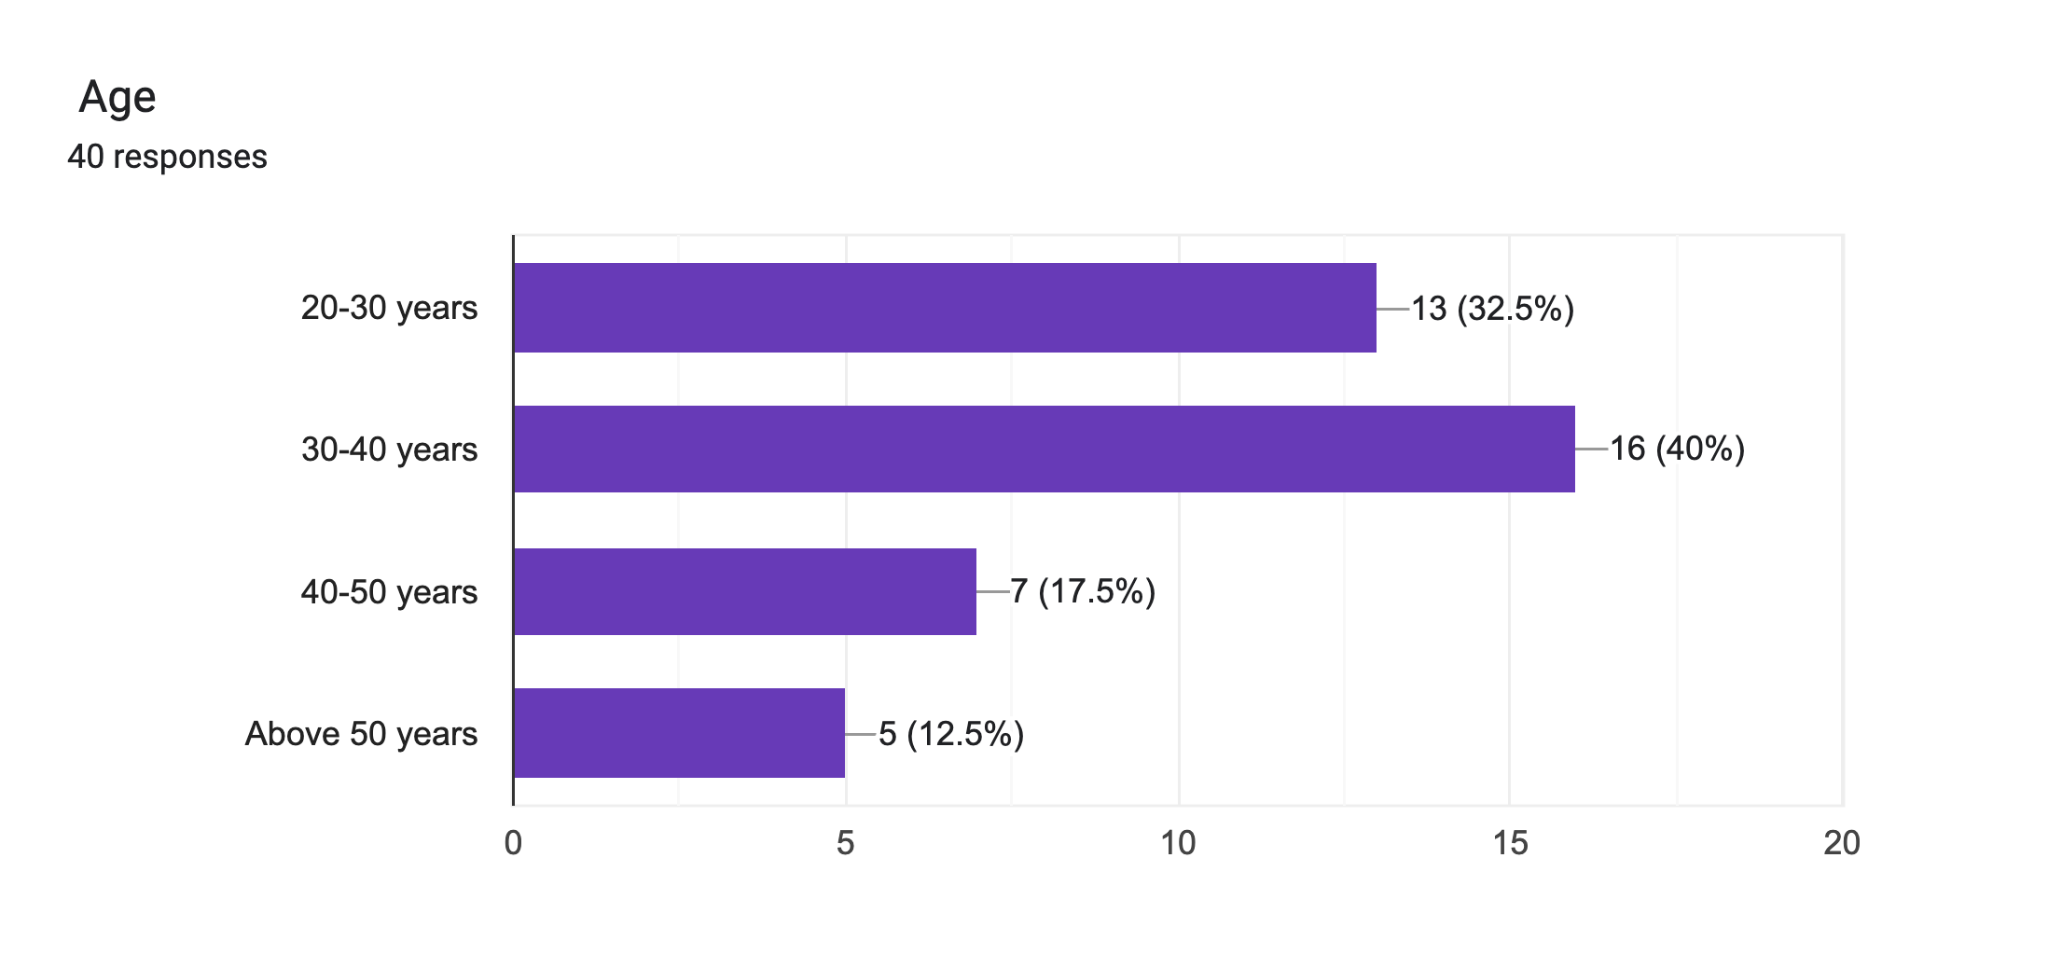 Age
40 responses
20-30 years
13 (32.5%)
30-40 years
16 (40%)
40-50 years
7 (17.5%)
Above 50 years
5 (12.5%)
0 5 10 15 20